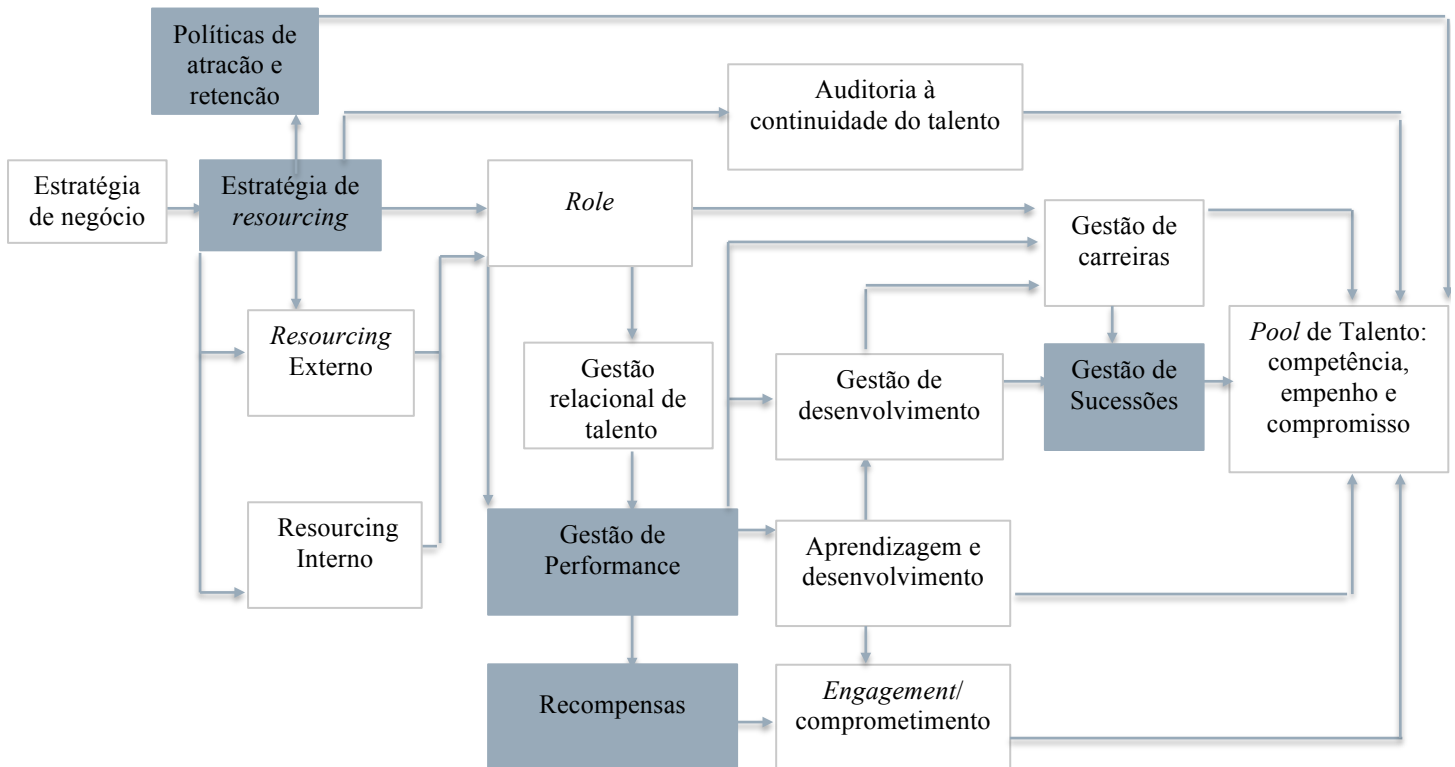 Políticas de
atracão e
retencão
Auditoria à
continuidade do talento
Estratégia
de negócio
Estratégia de
resourcing
Role
Gestão de
carreiras
Resourcing
Externo
Gestão
relacional de
talento
Gestão de
desenvolvimento
Gestão de
Sucessões
Pool de Talento:
competência,
empenho e
compromisso
Resourcing
Interno
Gestão de
Performance
Aprendizagem e
desenvolvimento
Recompensas
Engagement/
comprometimento